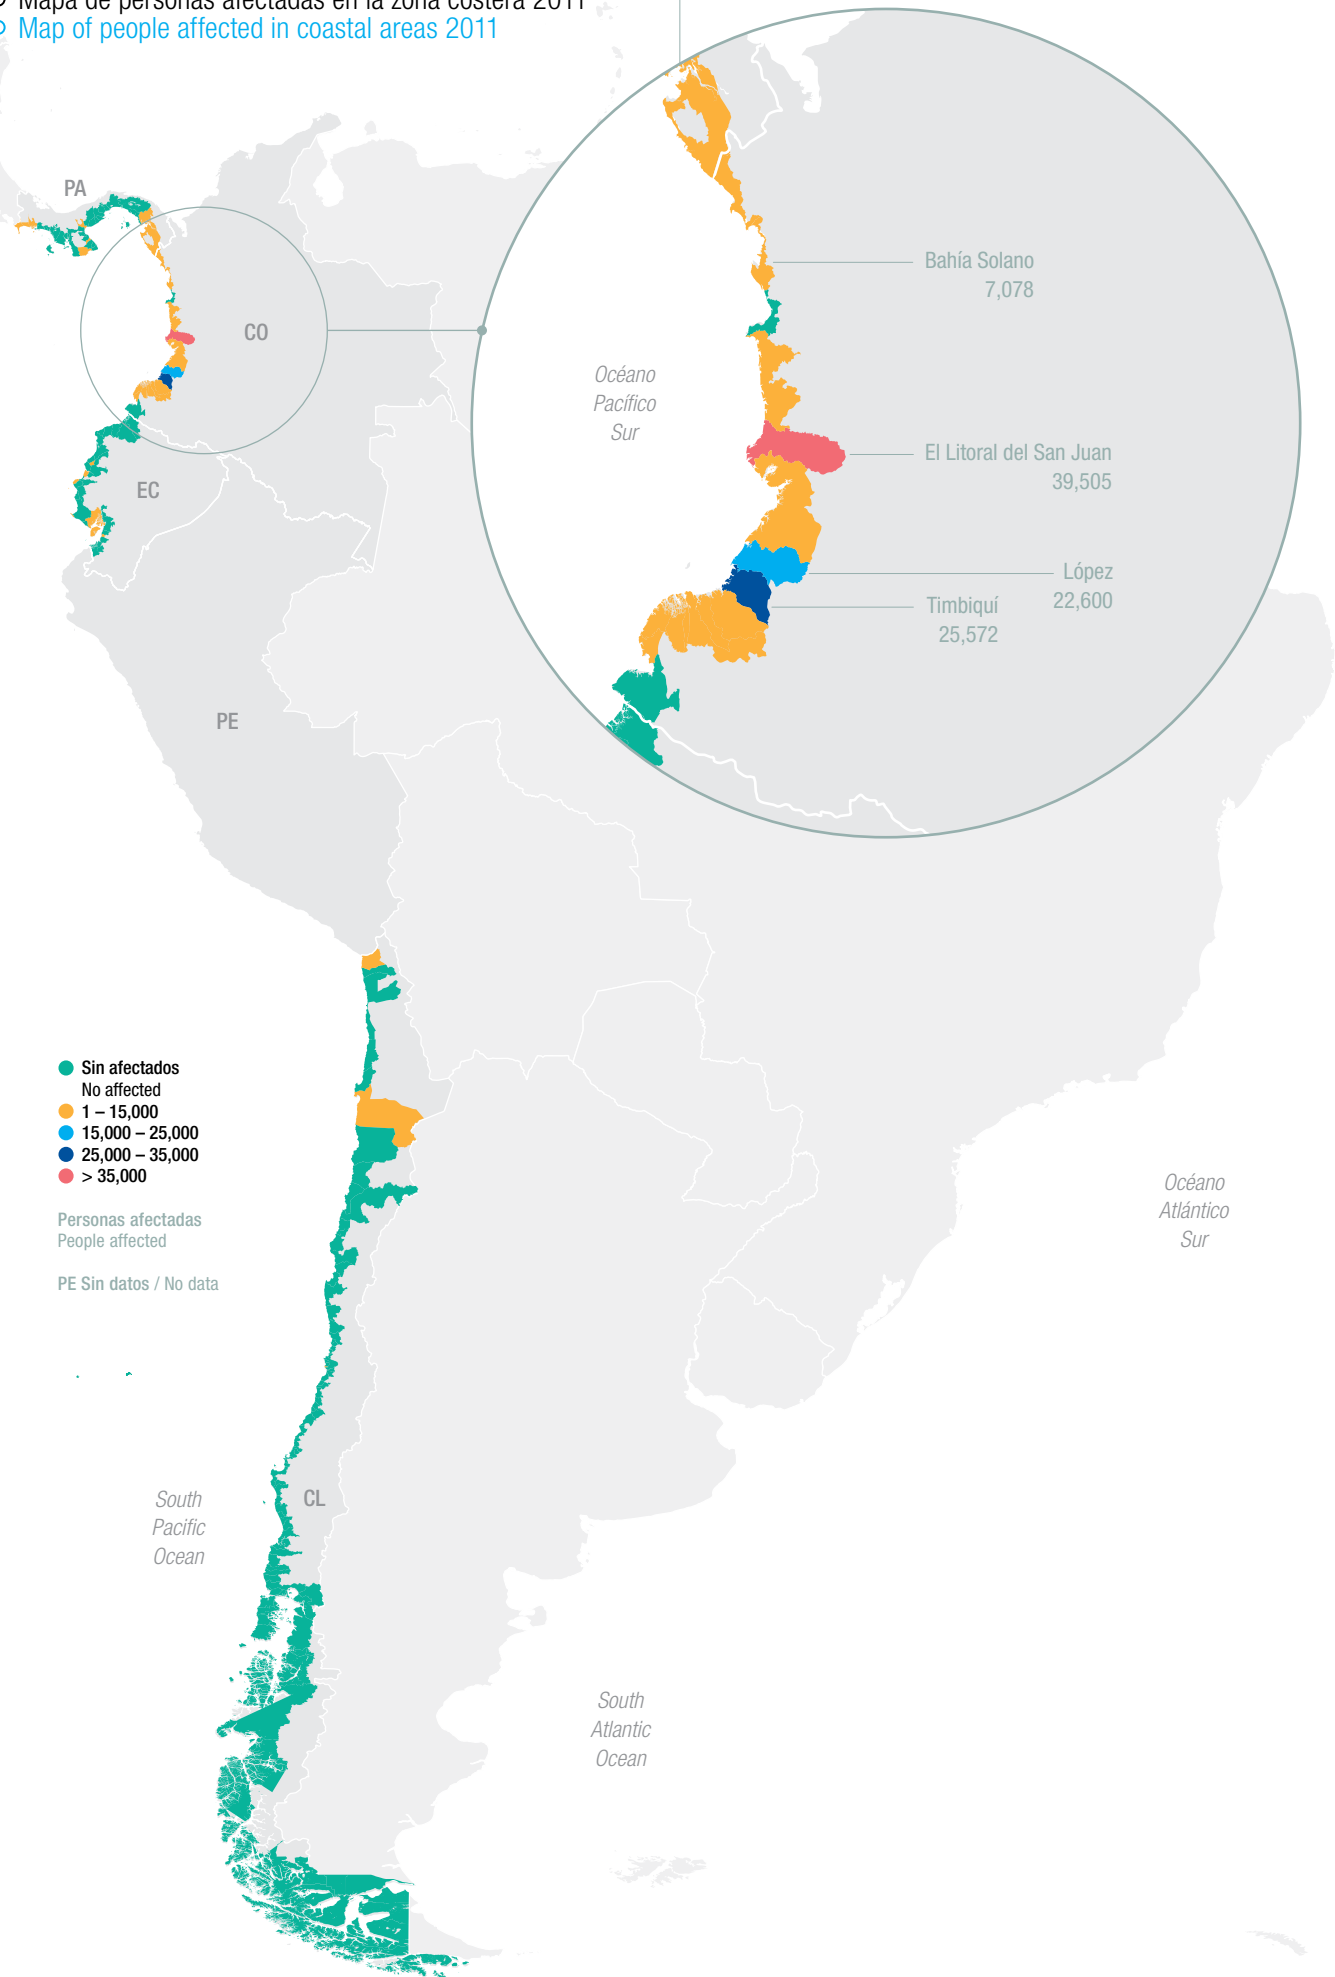 Mapa de personas afectadas en la zona costera 2011
Map of people affected in coastal areas 2011
PA
CO
EC
PE
CL
Bahía Solano
7,078
Océano
Pacífico
Sur
El Litoral del San Juan
39,505
López
22,600
Timbiquí
25,572
Sin afectados
No affected
1 – 15,000
15,000 – 25,000
25,000 – 35,000
> 35,000
Personas afectadas
People affected
PE Sin datos / No data
Océano
Atlántico
Sur
South
Pacific
Ocean
South
Atlantic
Ocean